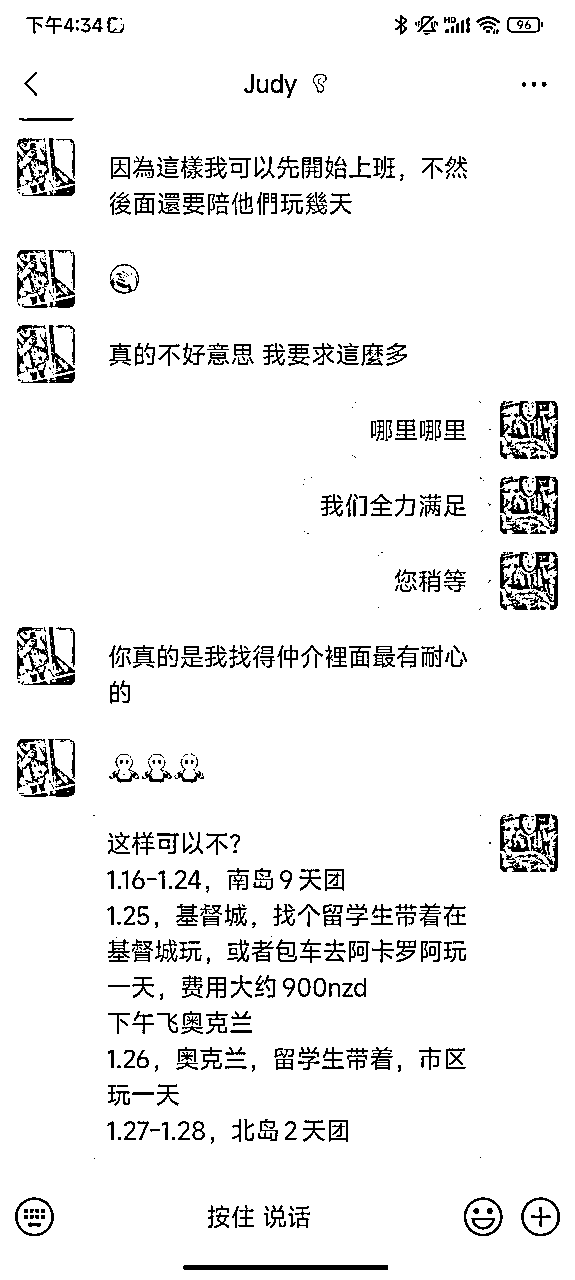 下午4:34
HD
96
Judy
因為這樣我可以先開始上班，不然
後面還要陪他們玩幾天
真的不好意思 我要求這麼多
哪里哪里
我们全力满足
您稍等
你真的是我找得仲介裡面最有耐心
的
这样可以不?
1.16-1.24，南岛9天团
1.25，基督城，找个留学生带着在
基督城玩，或者包车去阿卡罗阿玩
一天，费用大约900nzd
下午飞奥克兰
1.26，奥克兰，留学生带着，市区
玩一天
1.27-1.28，北岛2天团
按住 说话